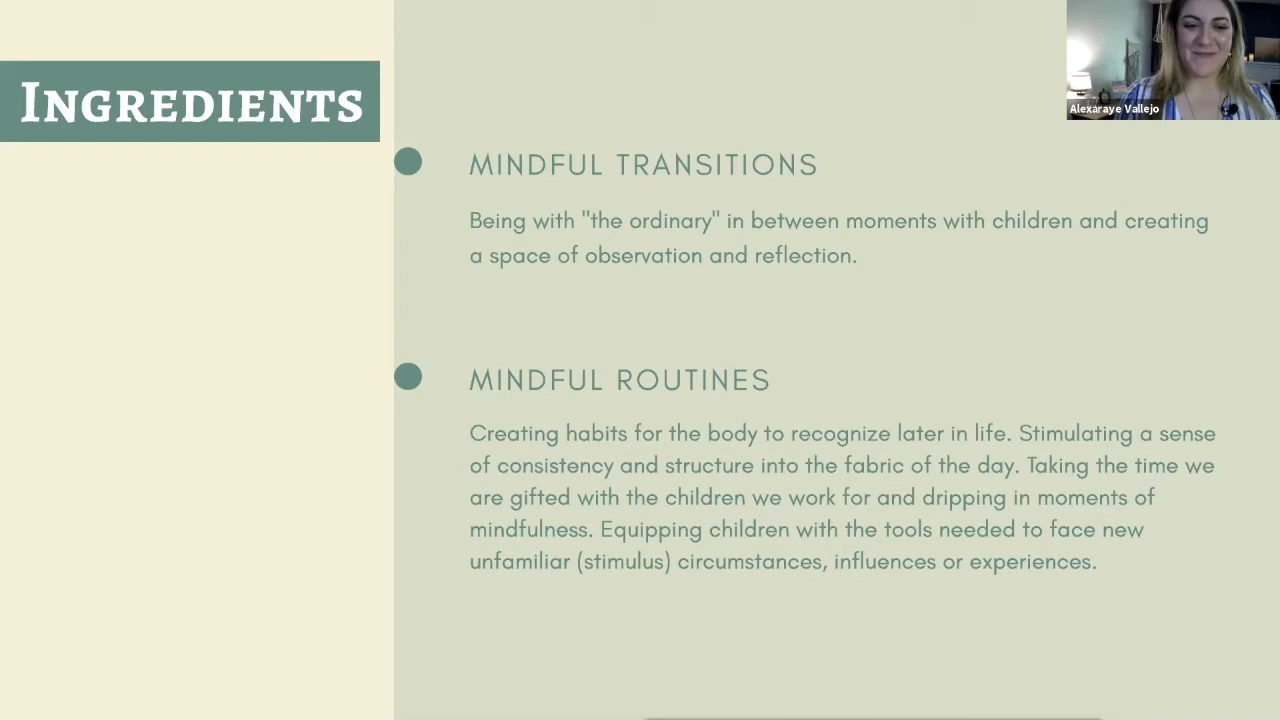 INGREDIENTS
Alexaraye Vallejo
MINDFUL TRANSITIONS
Being with "the ordinary" in between moments with children and creating
a space of observation and reflection.
MINDFUL ROUTINES
Creating habits for the body to recognize later in life. Stimulating a sense
of consistency and structure into the fabric of the day. Taking the time we
are gifted with the children we work for and dripping in moments of
mindfulness. Equipping children with the tools needed to face new
unfamiliar (stimulus) circumstances, influences or experiences.